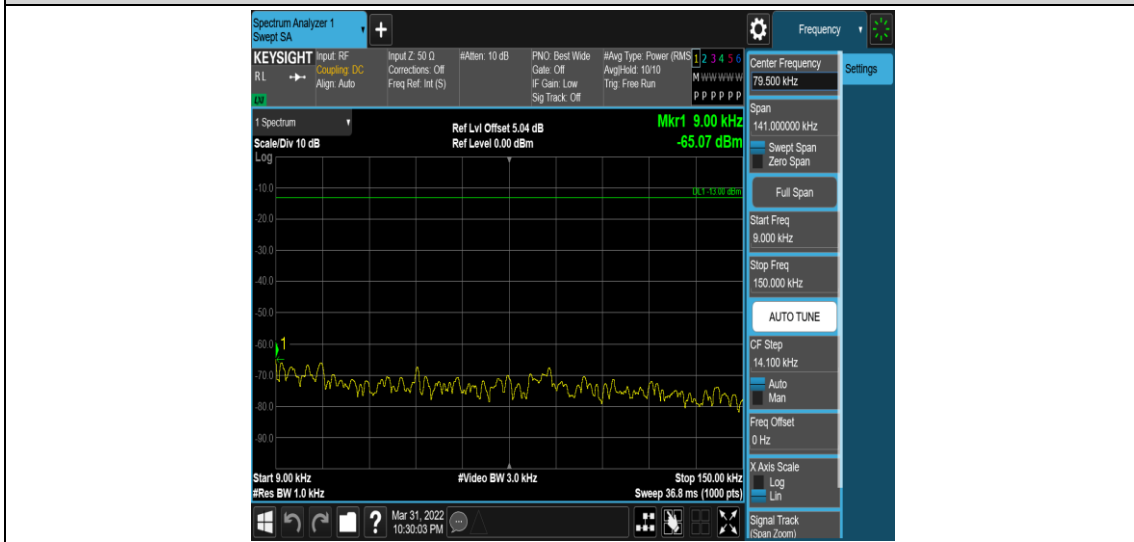 Spectrum Analyzer 1
Swept SA
+
Frequency
KEYSIGHT
RL
LXI
Input: RF
Coupling: DC
Align: Auto
Input Z: 50 Ω
Corrections: Off
Freq Ref: Int (S)
#Atten: 10 dB
PNO: Best Wide
Gate: Off
IF Gain: Low
Sig Track: Off
#Avg Type: Power (RMS
Avg|Hold: 10/10
Trig: Free Run
1 2 3 4 5 6
M W W W W W
P P P P P P
1 Spectrum
Scale/Div 10 dB
Log
Ref Lvl Offset 5.04 dB
Ref Level 0.00 dBm
Mkr1 9.00 kHz
-65.07 dBm
DL1 -13.00 dBm
-10.0
-20.0
-30.0
-40.0
-50.0
-60.0
1
-70.0
-80.0
-90.0
Start 9.00 kHz
#Res BW 1.0 kHz
#Video BW 3.0 kHz
Stop 150.00 kHz
Sweep 36.8 ms (1000 pts)
?
Mar 31, 2022
10:30:03 PM
Center Frequency
79.500 kHz
Settings
Span
141.000000 kHz
Swept Span
Zero Span
Full Span
Start Freq
9.000 kHz
Stop Freq
150.000 kHz
AUTO TUNE
CF Step
14.100 kHz
Auto
Man
Freq Offset
0 Hz
X Axis Scale
Log
Lin
Signal Track
(Span Zoom)